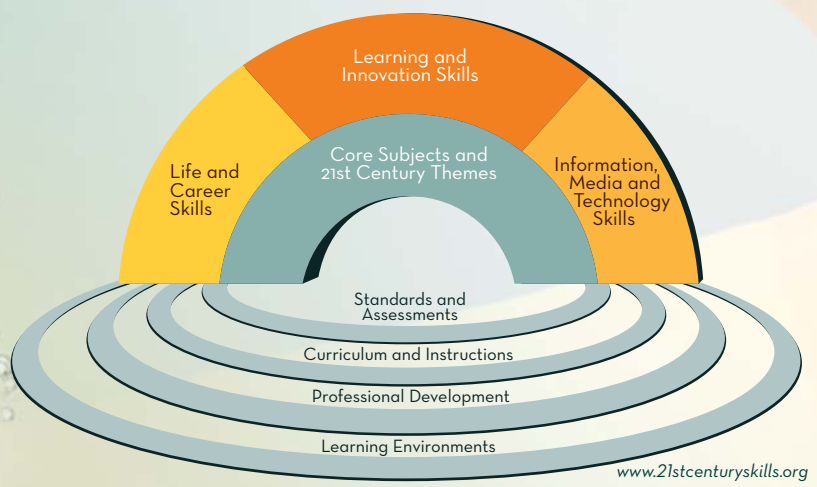 Learning and
Innovation Skills
Core Subjects and
21st Century Themes
Life and
Career
Skills
Information,
Media and
Technology
Skills
Standards and
Assessments
Curriculum and Instructions
Professional Development
Learning Environments
www.21stcenturyskills.org